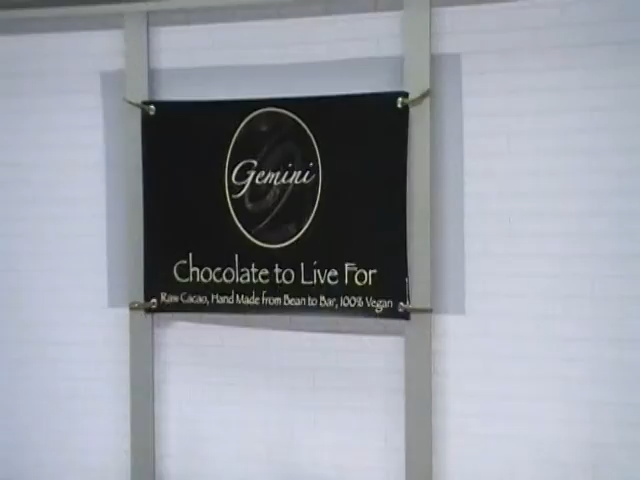 Gemini
Chocolate to Live For
Raw Cacao, Hand Made from Bean to Bar, 100% Vegan